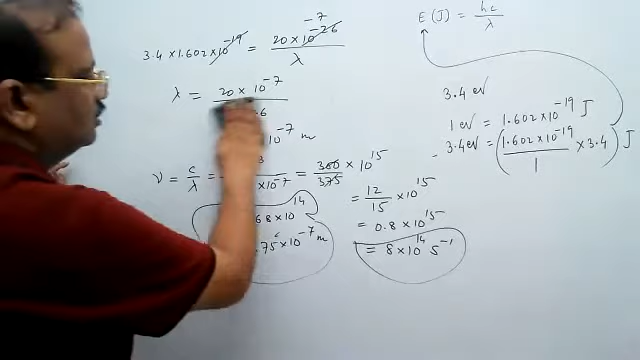 3.4 × 1.602 × 10^-19 = 20 × 10^-7 10^-26 / λ
λ = 20 × 10^-7
10^-7 m
ν = c/λ = × 10^-7 = 300/375 × 10^15
68 × 10^14
.75 × 10^-7 m
= 12/15 × 10^15
= 0.8 × 10^15
= 8 × 10^14 s^-1
E (J) = hc/λ
3.4 eV
1 eV = 1.602 × 10^-19 J
3.4 eV = (1.602 × 10^-19 / 1 × 3.4) J